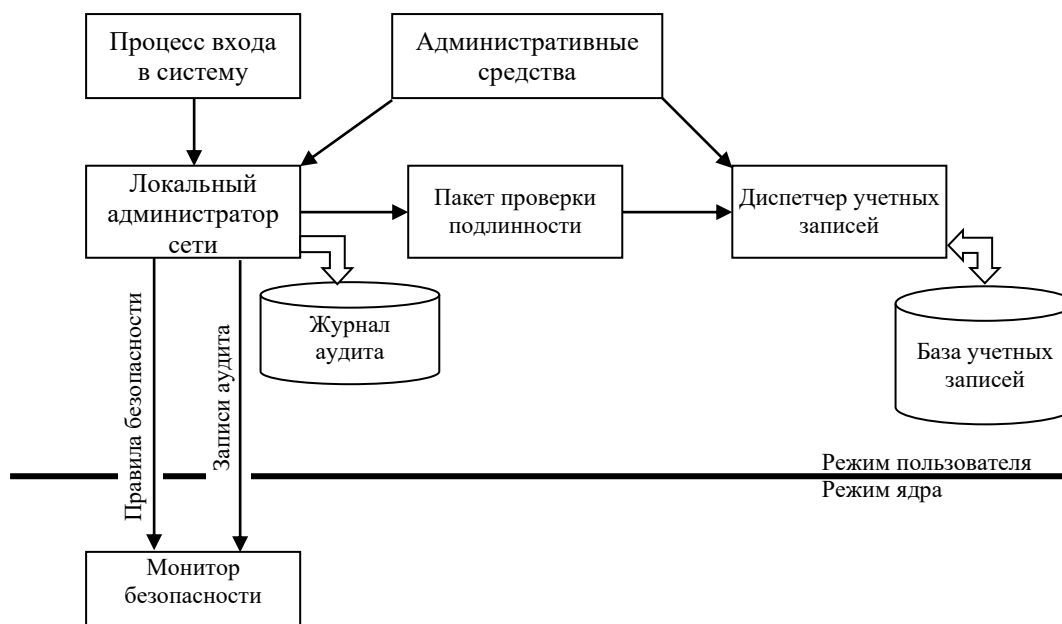 Процесс входа
в систему
Административные
средства
Локальный
администратор
сети
Пакет проверки
подлинности
Диспетчер учетных
записей
Журнал
аудита
База учетных
записей
Правила безопасности
Записи аудита
Режим пользователя
Режим ядра
Монитор
безопасности